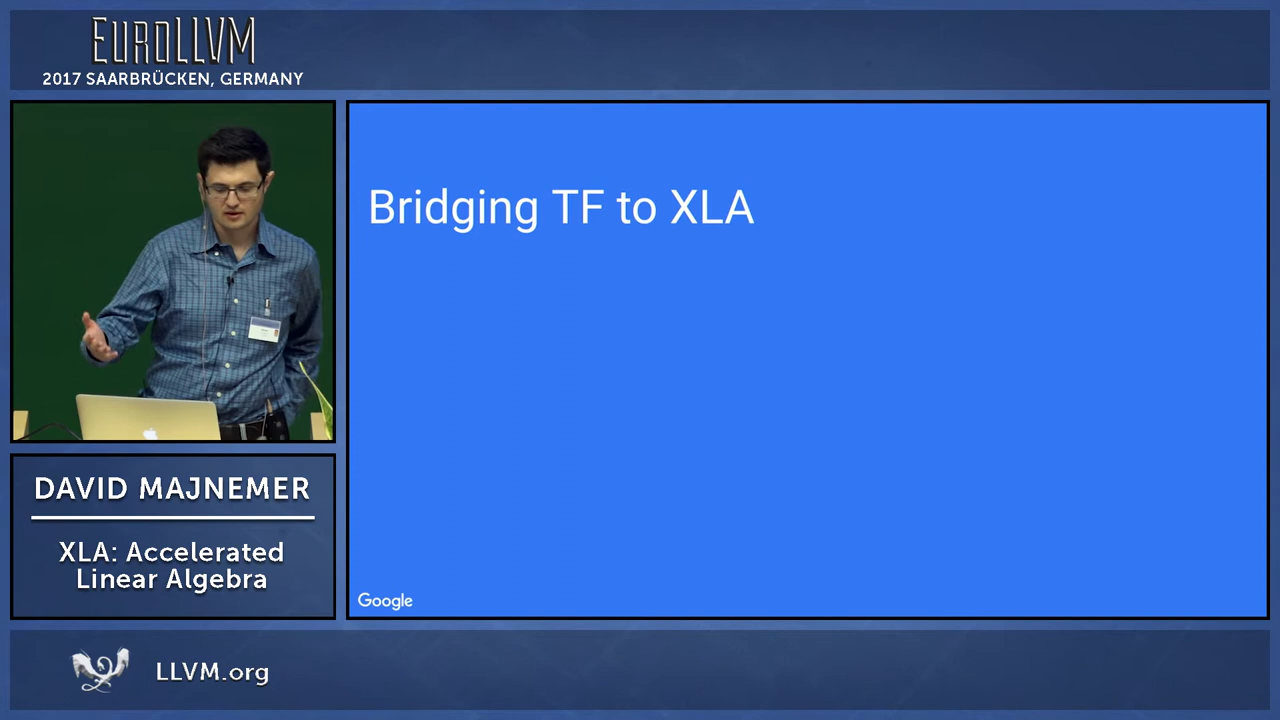 EUROLLVM
2017 SAARBRÜCKEN, GERMANY
Bridging TF to XLA
DAVID MAJNEMER
XLA: Accelerated
Linear Algebra
Google
LLVM.org